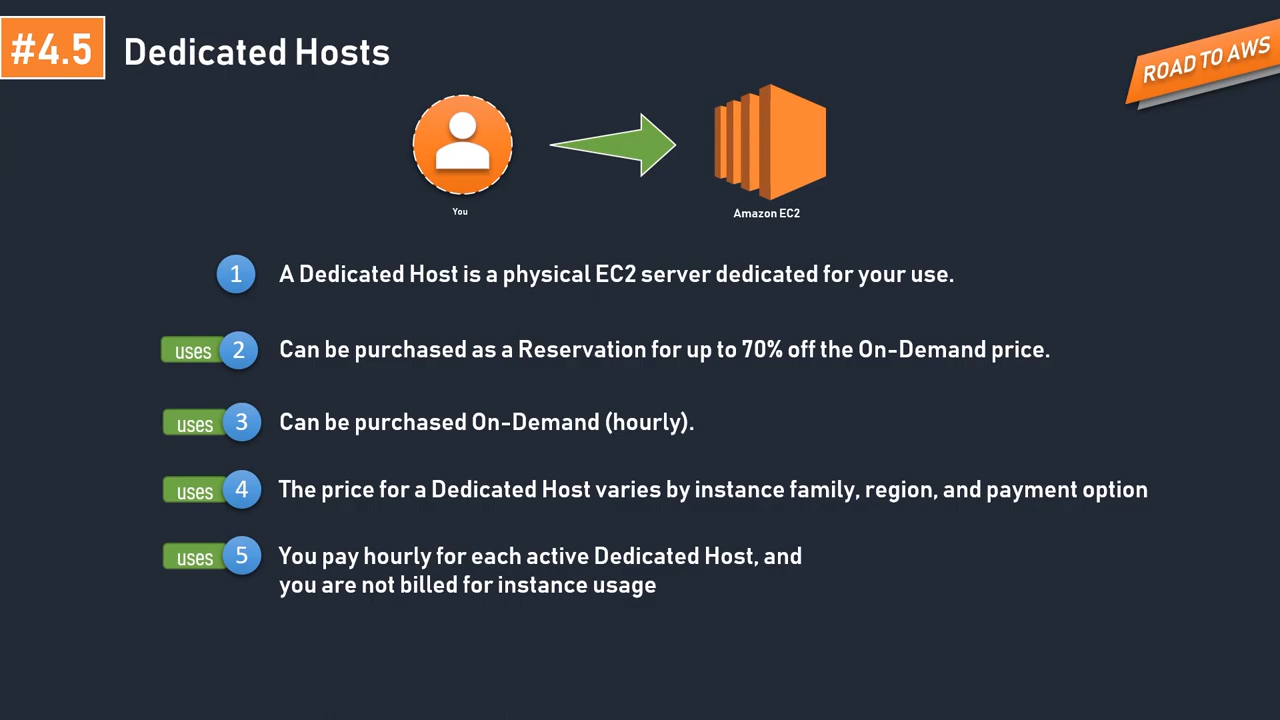 #4.5 Dedicated Hosts
ROAD TO AWS
You
Amazon EC2
1 A Dedicated Host is a physical EC2 server dedicated for your use.
uses 2 Can be purchased as a Reservation for up to 70% off the On-Demand price.
uses 3 Can be purchased On-Demand (hourly).
uses 4 The price for a Dedicated Host varies by instance family, region, and payment option
uses 5 You pay hourly for each active Dedicated Host, and
you are not billed for instance usage